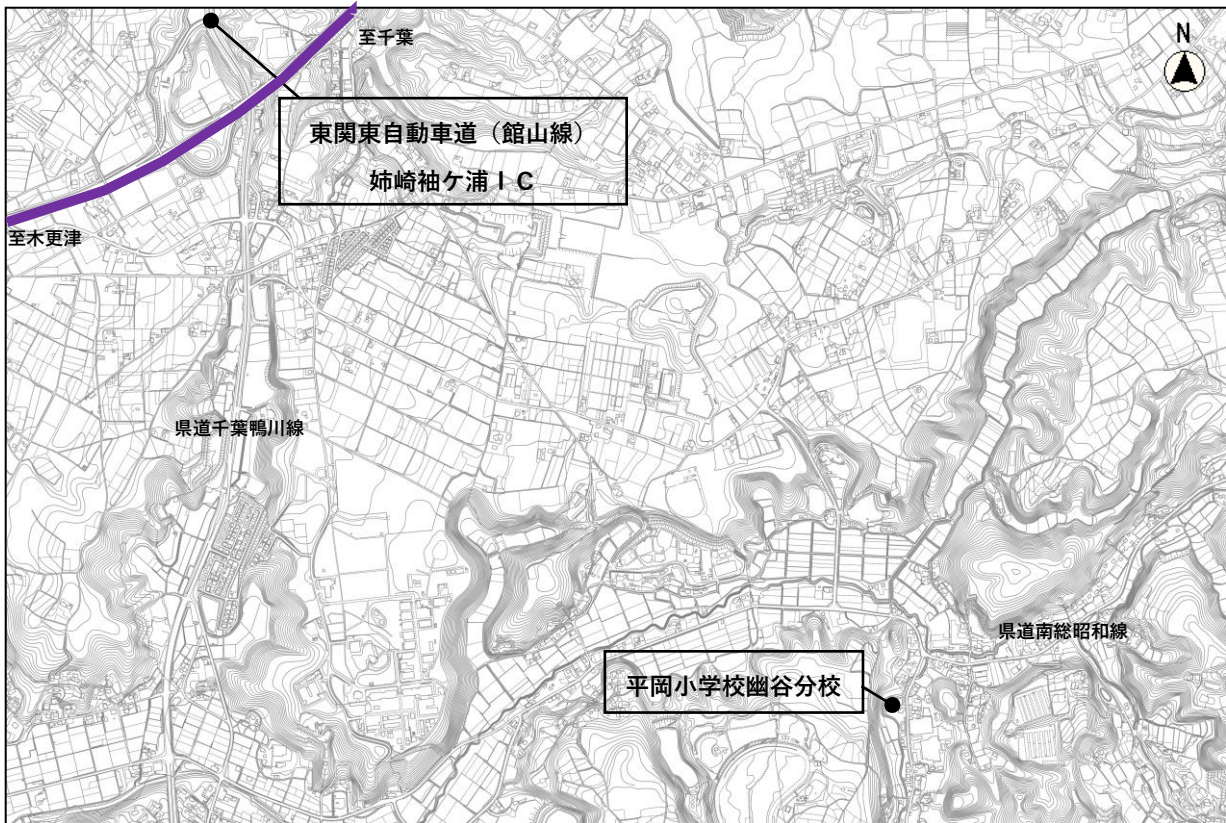 至千葉
N
東関東自動車道（館山線）
姉崎袖ケ浦ＩＣ
至木更津
県道千葉鴨川線
県道南総昭和線
平岡小学校幽谷分校